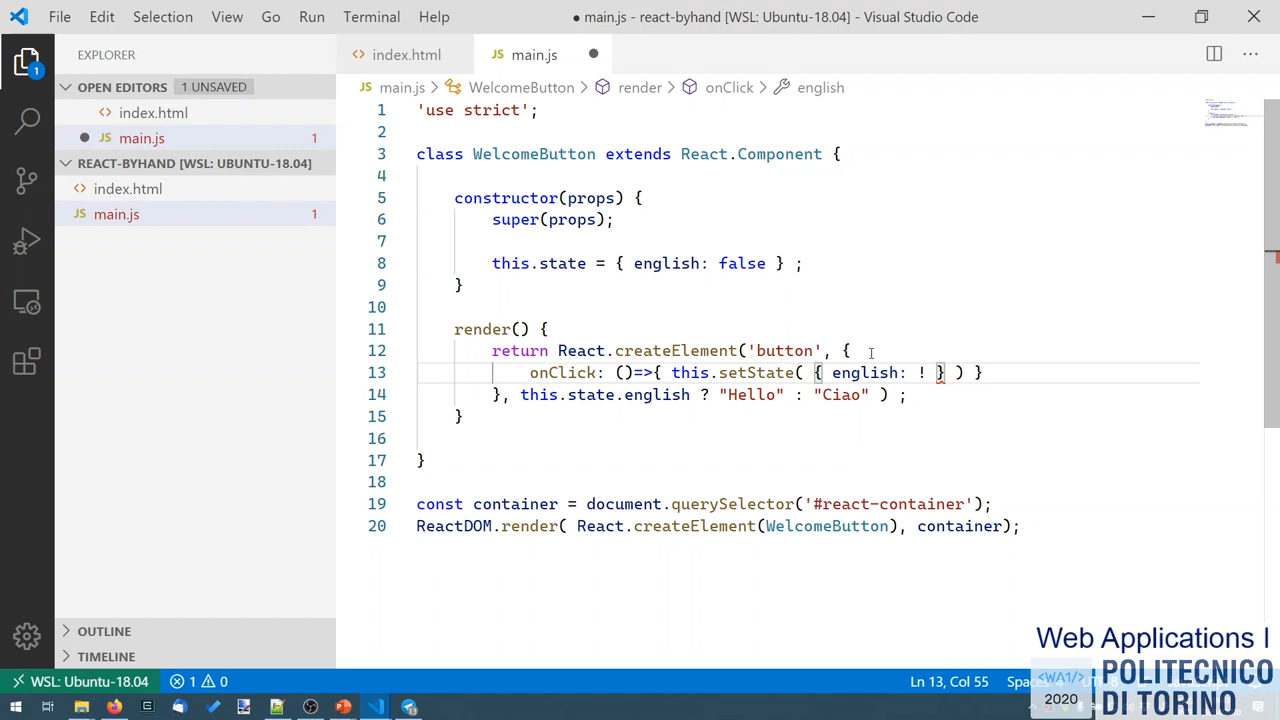 File Edit Selection View Go Run Terminal Help
● main.js - react-byhand [WSL: Ubuntu-18.04] - Visual Studio Code
1
EXPLORER
OPEN EDITORS 1 UNSAVED
<> index.html
● JS main.js 1
REACT-BYHAND [WSL: UBUNTU-18.04]
<> index.html
JS main.js 1
OUTLINE
TIMELINE
<> index.html JS main.js ●
JS main.js > WelcomeButton > render > onClick > english
1 'use strict';
2
3 class WelcomeButton extends React.Component {
4
5 constructor(props) {
6 super(props);
7
8 this.state = { english: false } ;
9 }
10
11 render() {
12 return React.createElement('button', {
13 onClick: ()=>{ this.setState( { english: ! } ) }
14 }, this.state.english ? "Hello" : "Ciao" ) ;
15 }
16
17 }
18
19 const container = document.querySelector('#react-container');
20 ReactDOM.render( React.createElement(WelcomeButton), container);
WSL: Ubuntu-18.04 1 0 Ln 13, Col 55
Web Applications I
<WA1/>
2020
POLITECNICO
DI TORINO